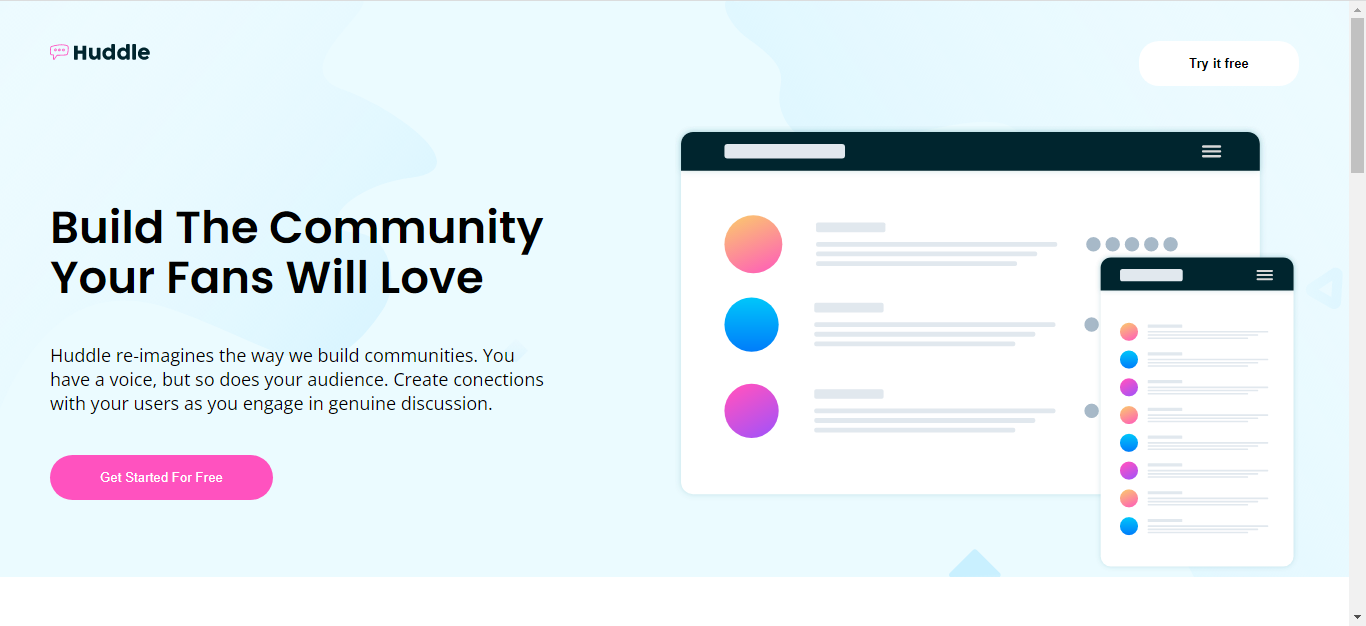 Huddle
Try it free
Build The Community
Your Fans Will Love
Huddle re-imagines the way we build communities. You
have a voice, but so does your audience. Create conections
with your users as you engage in genuine discussion.
Get Started For Free